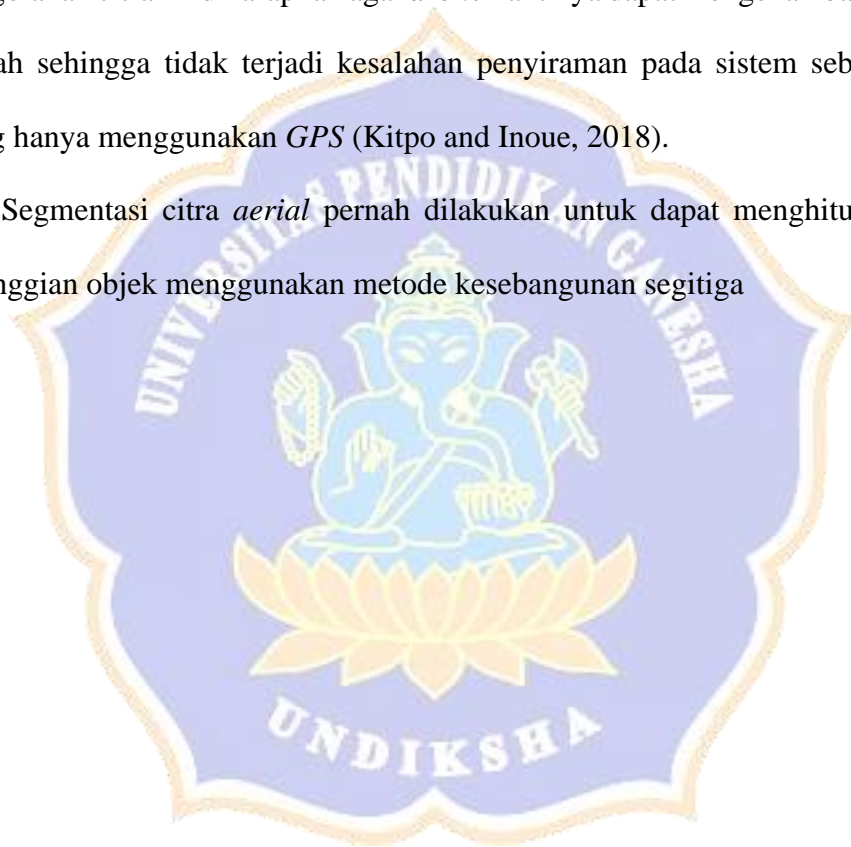 ah sehingga tidak terjadi kesalahan penyiraman pada sistem seb
g hanya menggunakan GPS (Kitpo and Inoue, 2018).
Segmentasi citra aerial pernah dilakukan untuk dapat menghitu
nggian objek menggunakan metode kesebangunan segitiga
UNIVERSITAS PENDIDIKAN GANESHA
UNDIKSHA